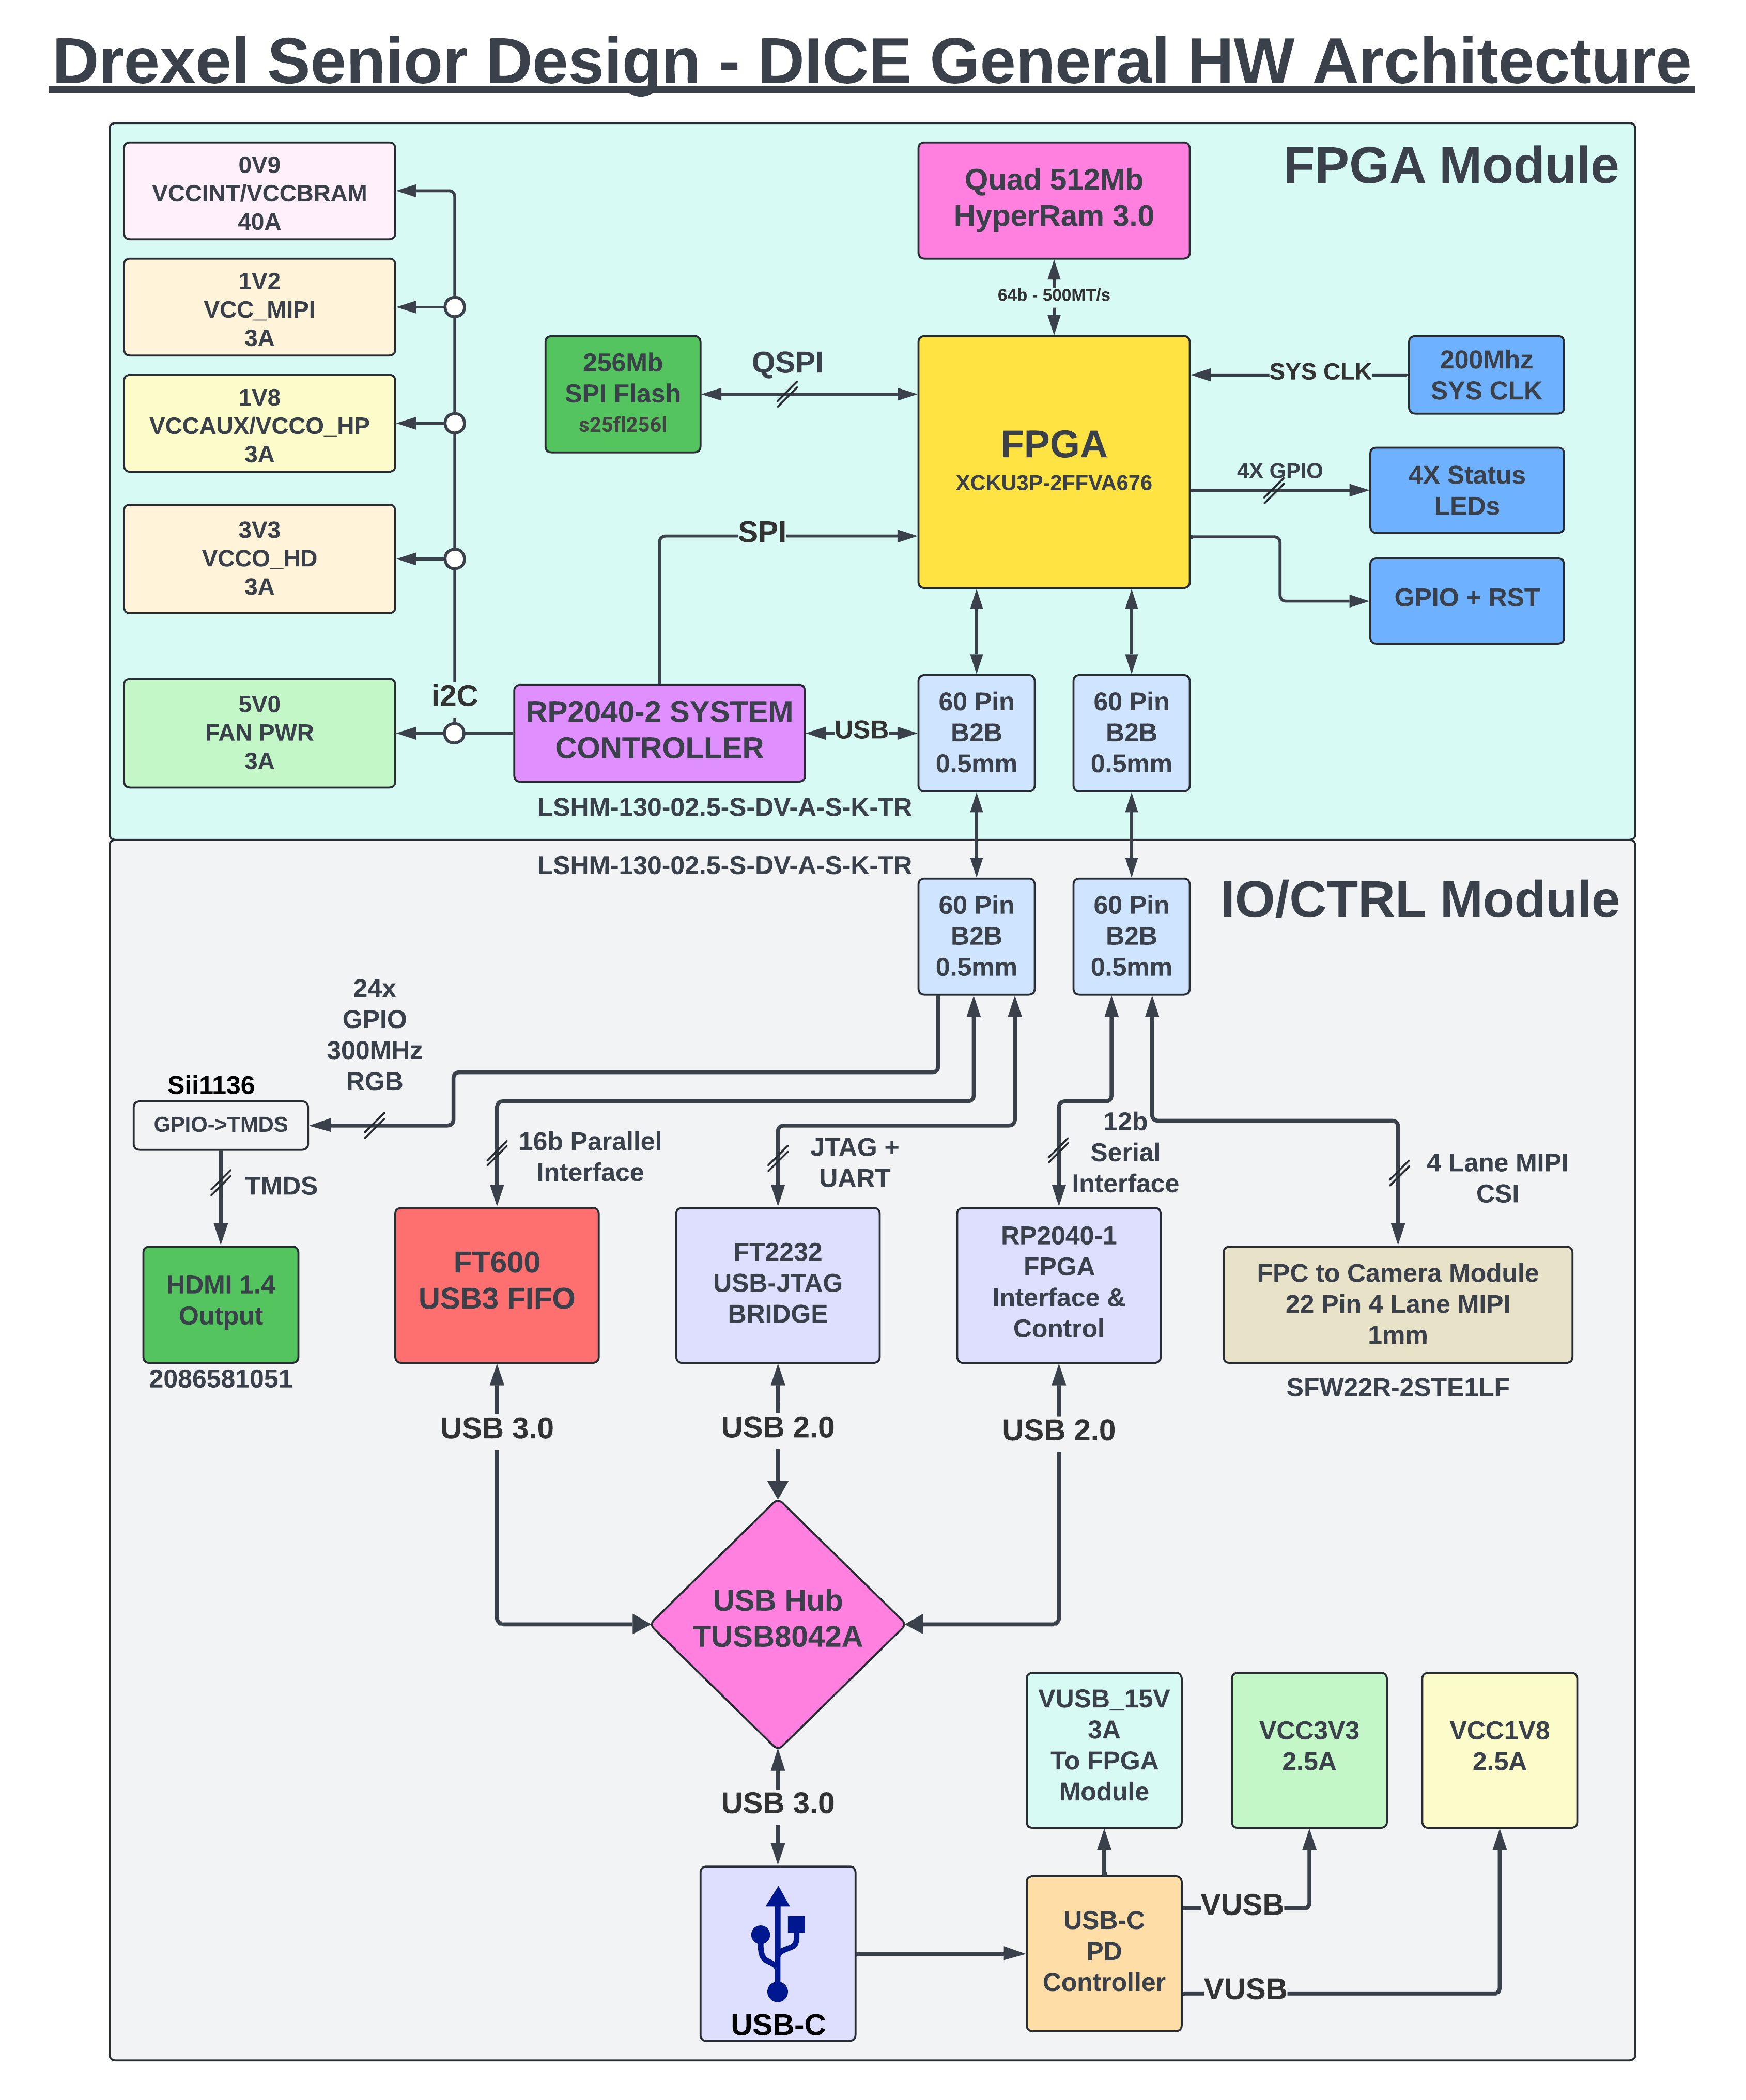 Drexel Senior Design - DICE General HW Architecture
FPGA Module
0V9
VCCINT/VCCBRAM
40A
1V2
VCC_MIPI
3A
1V8
VCCAUX/VCCO_HP
3A
3V3
VCCO_HD
3A
5V0
FAN PWR
3A
i2C
Quad 512Mb
HyperRam 3.0
64b - 500MT/s
256Mb
SPI Flash
s25fl256l
QSPI
FPGA
XCKU3P-2FFVA676
SYS CLK
200Mhz
SYS CLK
4X GPIO
4X Status
LEDs
GPIO + RST
SPI
RP2040-2 SYSTEM
CONTROLLER
USB
60 Pin
B2B
0.5mm
60 Pin
B2B
0.5mm
LSHM-130-02.5-S-DV-A-S-K-TR
LSHM-130-02.5-S-DV-A-S-K-TR
IO/CTRL Module
60 Pin
B2B
0.5mm
60 Pin
B2B
0.5mm
24x
GPIO
300MHz
RGB
Sii1136
GPIO->TMDS
TMDS
HDMI 1.4
Output
2086581051
16b Parallel
Interface
FT600
USB3 FIFO
JTAG +
UART
FT2232
USB-JTAG
BRIDGE
12b
Serial
Interface
RP2040-1
FPGA
Interface &
Control
4 Lane MIPI
CSI
FPC to Camera Module
22 Pin 4 Lane MIPI
1mm
SFW22R-2STE1LF
USB 3.0
USB 2.0
USB 2.0
USB Hub
TUSB8042A
USB 3.0
USB-C
USB-C
PD
Controller
VUSB_15V
3A
To FPGA
Module
VCC3V3
2.5A
VCC1V8
2.5A
VUSB
VUSB